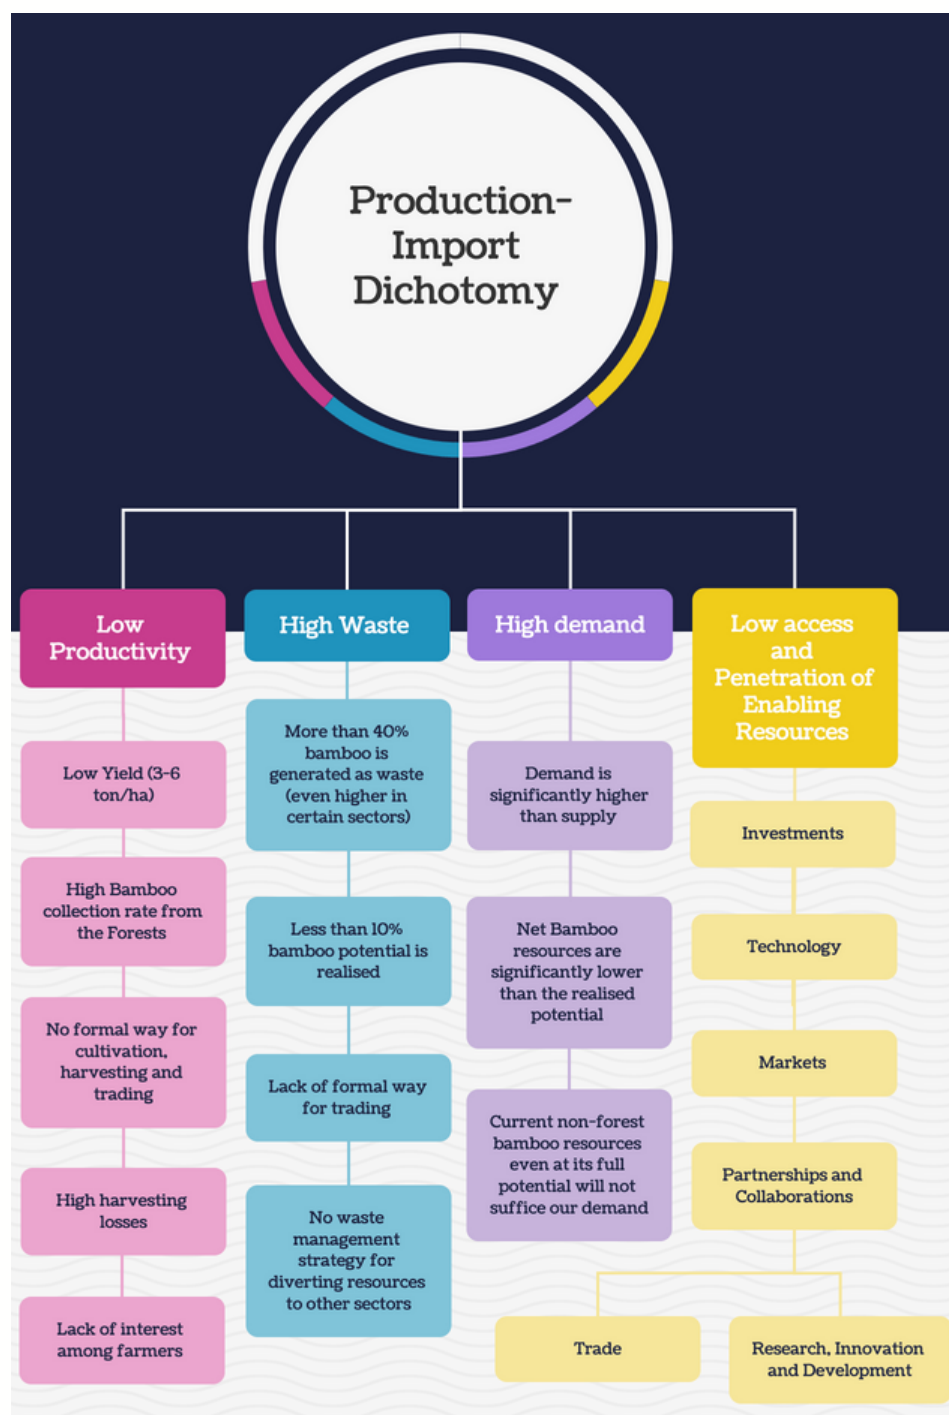 Production-
Import
Dichotomy
Low
Productivity
Low Yield (3-6
ton/ha)
High Bamboo
collection rate from
the Forests
No formal way for
cultivation,
harvesting and
trading
High harvesting
losses
Lack of interest
among farmers
High Waste
More than 40%
bamboo is
generated as waste
(even higher in
certain sectors)
Less than 10%
bamboo potential is
realised
Lack of formal way
for trading
No waste
management
strategy for
diverting resources
to other sectors
High demand
Demand is
significantly higher
than supply
Net Bamboo
resources are
significantly lower
than the realised
potential
Current non-forest
bamboo resources
even at its full
potential will not
suffice our demand
Low access
and
Penetration of
Enabling
Resources
Investments
Technology
Markets
Partnerships and
Collaborations
Trade
Research, Innovation
and Development